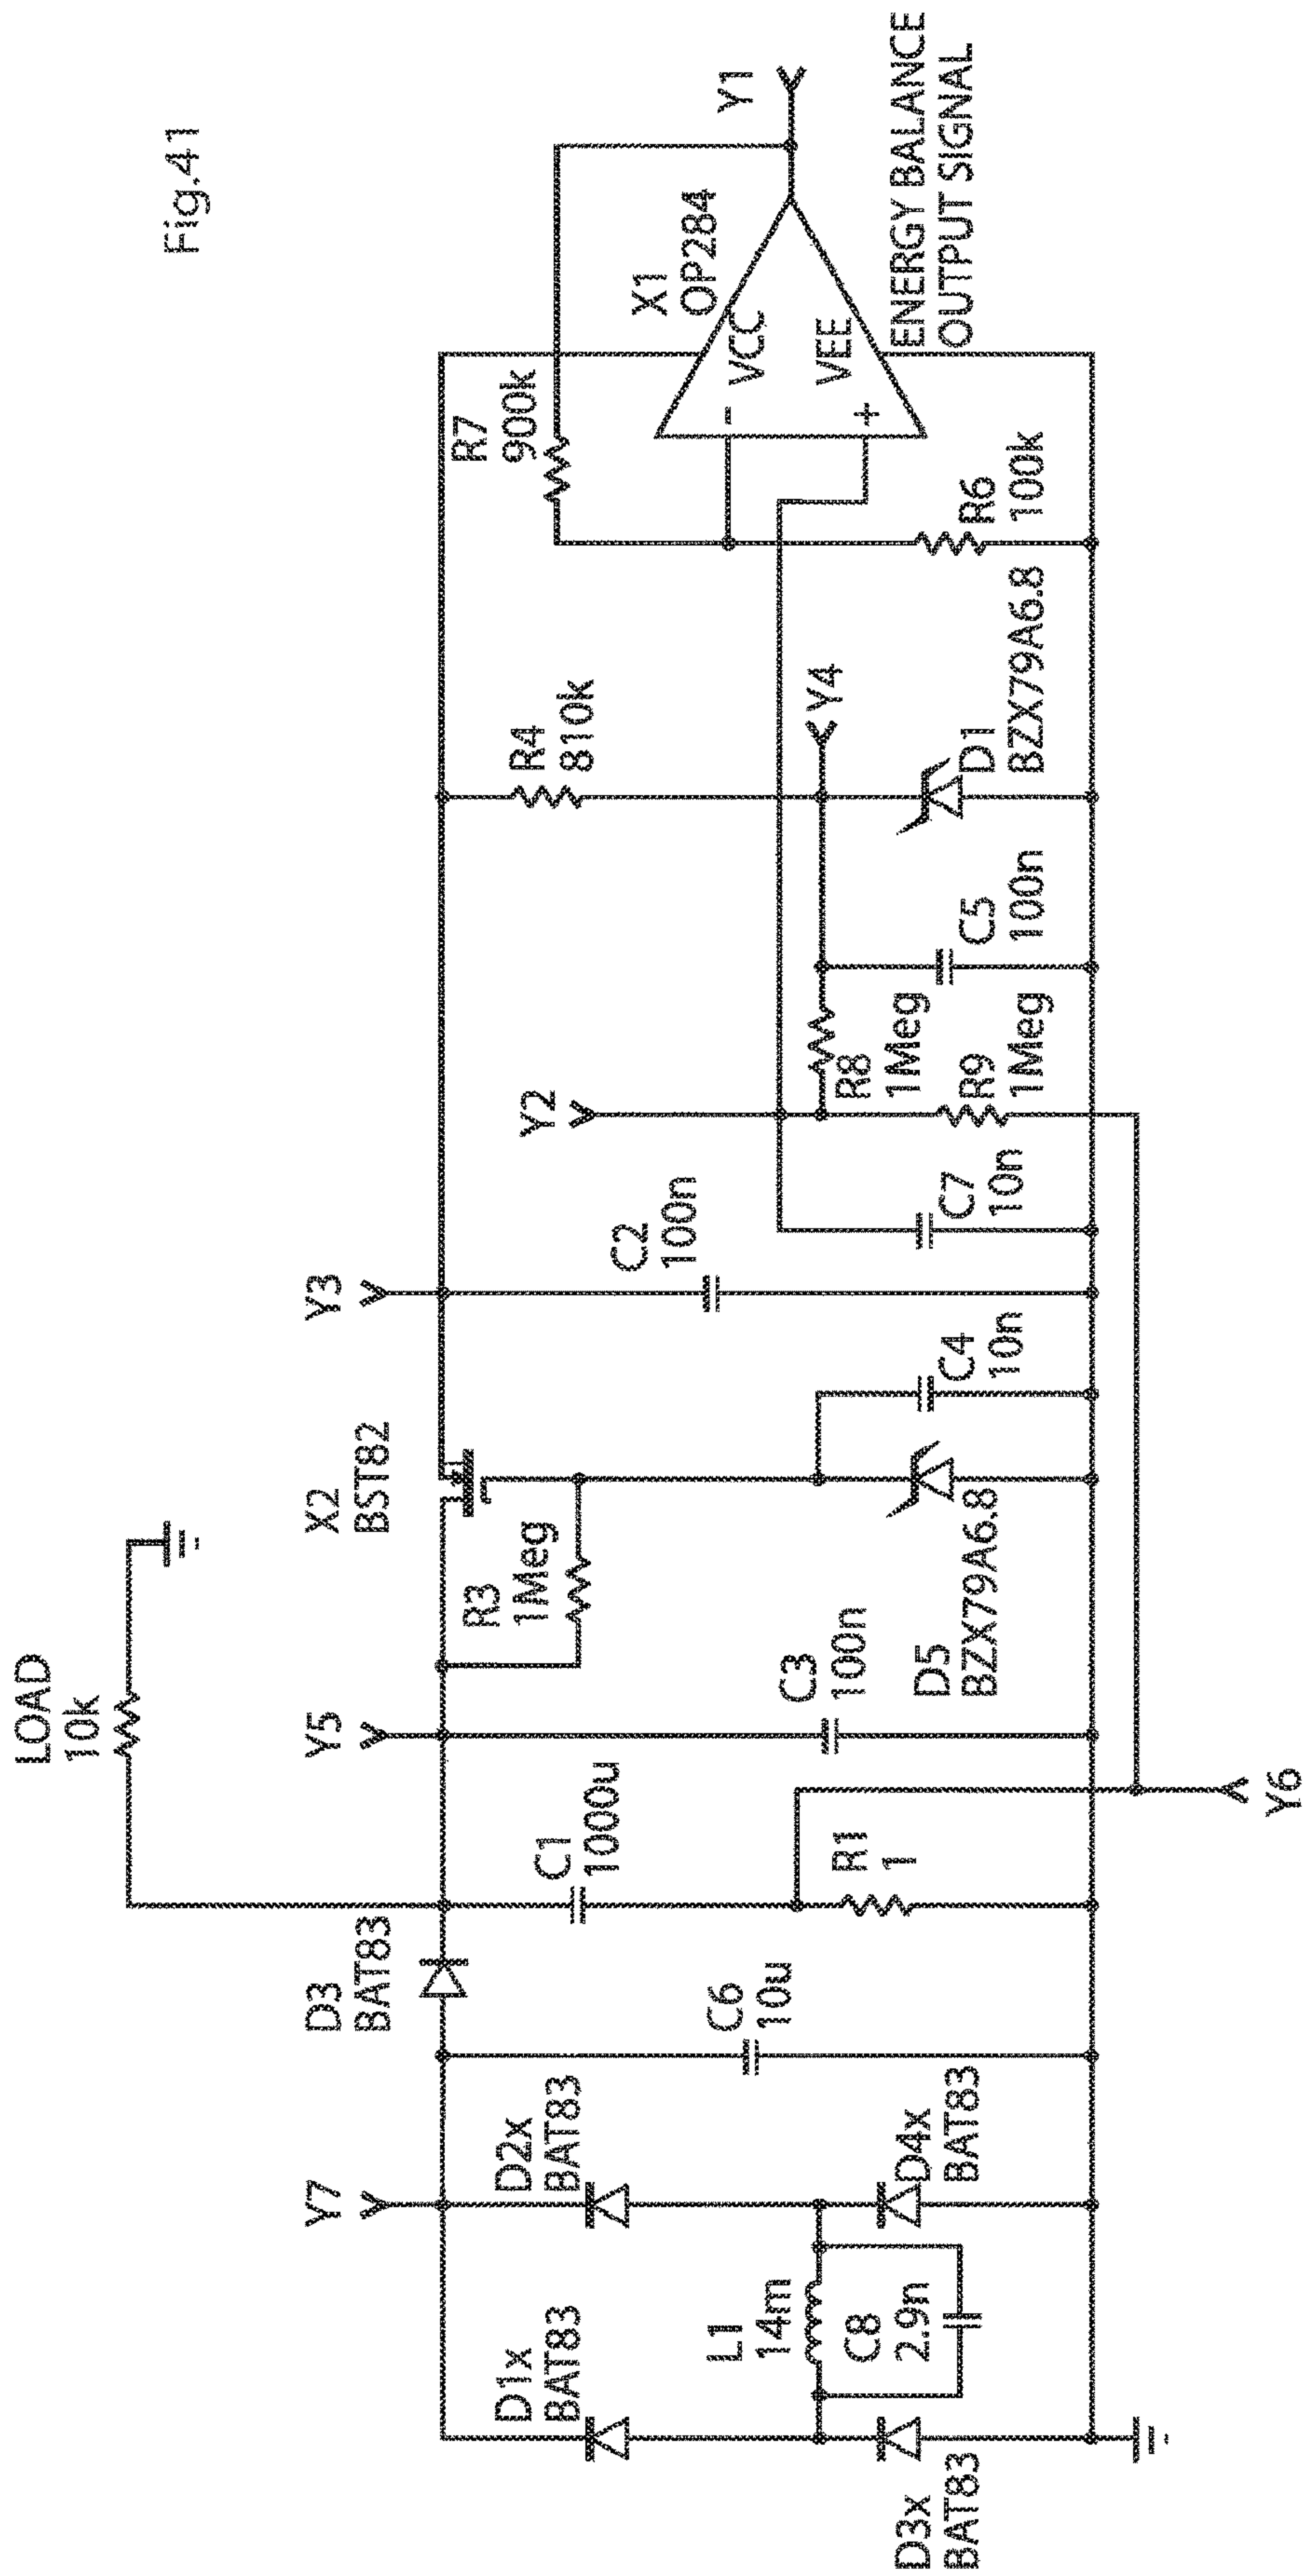 Fig.41
LOAD
10k
Y7
D3
BAT83
Y5
X2
BST82
Y3
D1x
BAT83
D2x
BAT83
C1
1000u
R3
1Meg
Y2
R4
810k
R7
900k
X1
OP284
Y1
L1
14m
C6
10u
C3
100n
C2
100n
R8
1Meg
Y4
-
VCC
VEE
+
C8
2.9n
R1
1
D3x
BAT83
D4x
BAT83
D5
BZX79A6.8
C4
10n
C7
10n
R9
1Meg
C5
100n
D1
BZX79A6.8
R6
100k
ENERGY BALANCE
OUTPUT SIGNAL
Y6